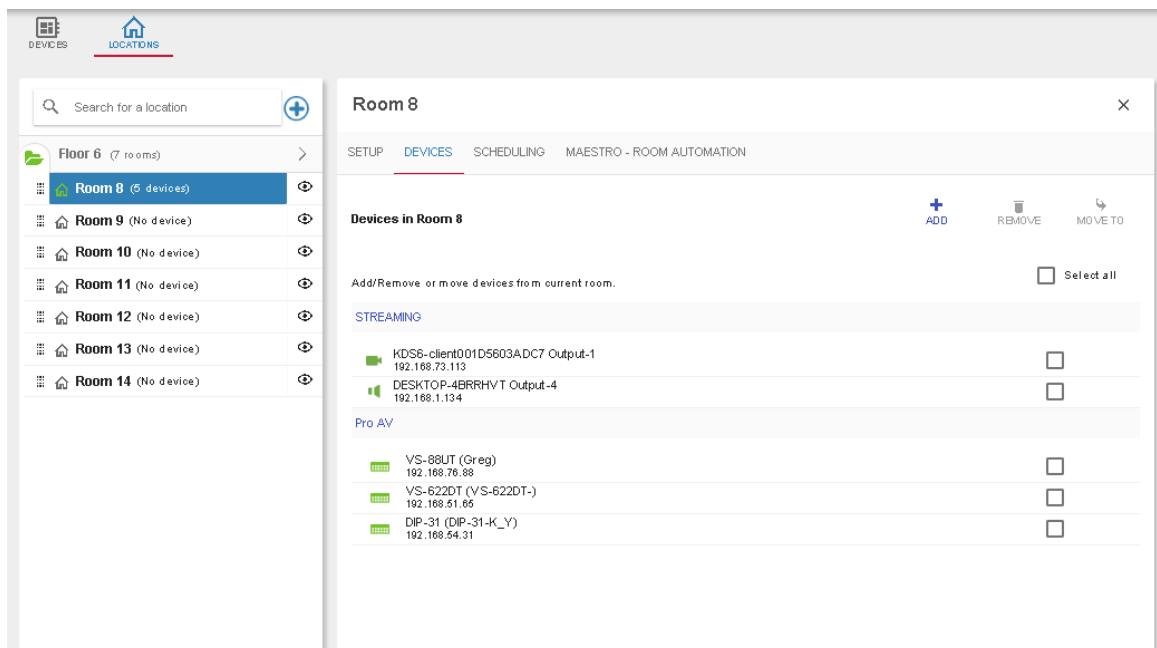 DEVICES
LOCATIONS
Search for a location
Floor 6 (7 rooms)
Room 8 (5 devices)
Room 9 (No device)
Room 10 (No device)
Room 11 (No device)
Room 12 (No device)
Room 13 (No device)
Room 14 (No device)
Room 8
SETUP DEVICES SCHEDULING MAESTRO - ROOM AUTOMATION
Devices in Room 8
ADD REMOVE MOVE TO
Add/Remove or move devices from current room.
Select all
STREAMING
KDS6-client001D5603ADC7 Output-1
192.168.73.113
DESKTOP-4BRRHVT Output-4
192.168.1.134
Pro AV
VS-88UT (Greg)
192.168.76.88
VS-622DT (VS-622DT-)
192.168.51.65
DIP-31 (DIP-31-K_Y)
192.168.54.31